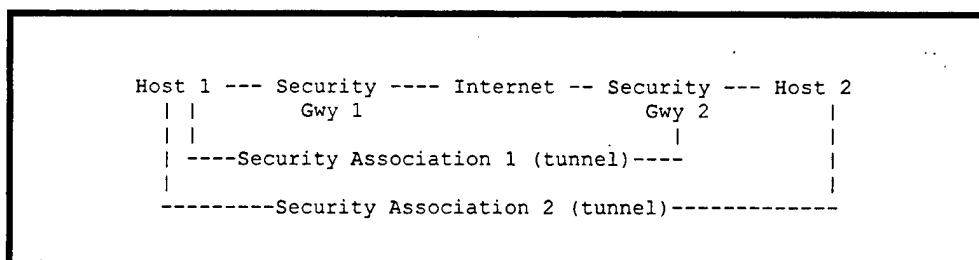 Host 1 --- Security ---- Internet -- Security --- Host 2
Gwy 1 Gwy 2
----Security Association 1 (tunnel)----
---------Security Association 2 (tunnel)-------------